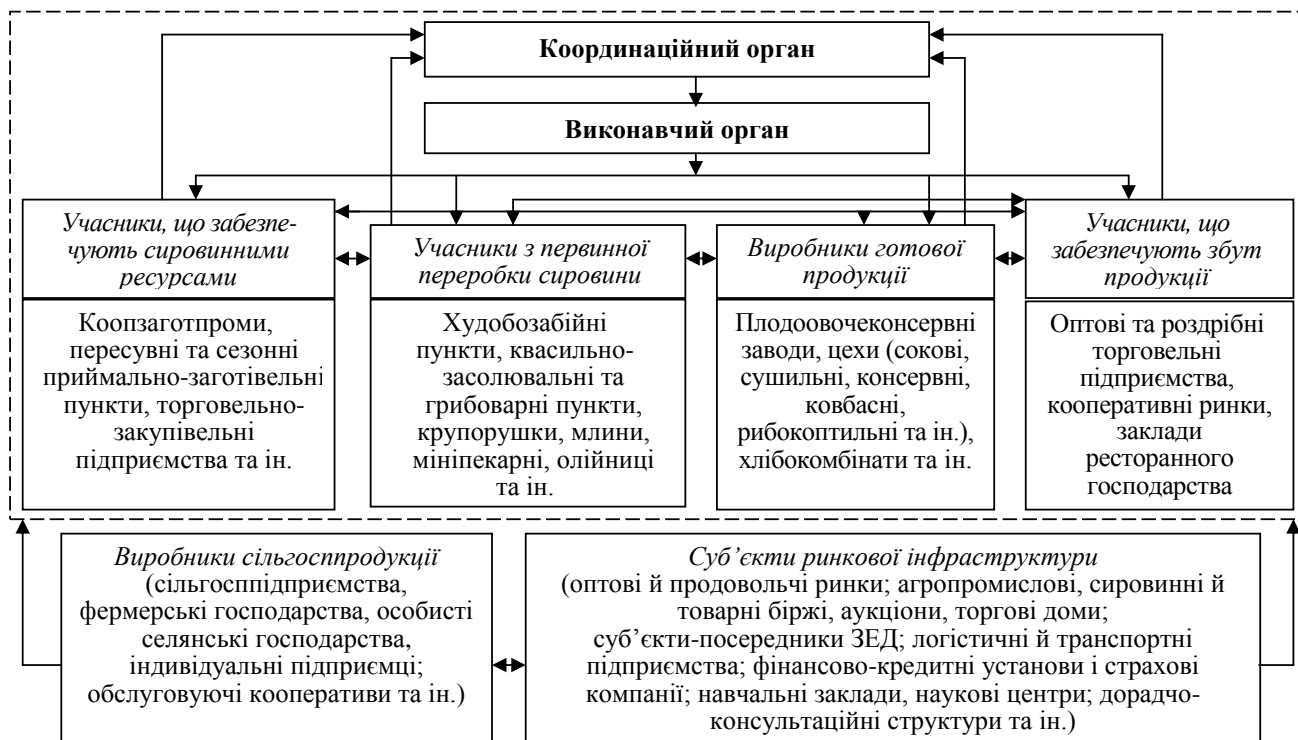 Координаційний орган
Виконавчий орган
Учасники, що забезпе-
чують сировинними
ресурсами
Коопзаготпроми,
пересувні та сезонні
приймально-заготівельні
пункти, торговельно-
закупівельні
підприємства та ін.
Учасники з первинної
переробки сировини
Худобозабійні
пункти, квасильно-
засолювальні та
грибоварні пункти,
крупорушки, млини,
мініпекарні, олійниці
та ін.
Виробники готової
продукції
Плодоовочеконсервні
заводи, цехи (сокові,
сушильні, консервні,
ковбасні,
рибокоптильні та ін.),
хлібокомбінати та ін.
Учасники, що
забезпечують збут
продукції
Оптові та роздрібні
торговельні
підприємства,
кооперативні ринки,
заклади
ресторанного
господарства
Виробники сільгосппродукції
(сільгосппідприємства,
фермерські господарства, особисті
селянські господарства,
індивідуальні підприємці;
обслуговуючі кооперативи та ін.)
Суб’єкти ринкової інфраструктури
(оптові й продовольчі ринки; агропромислові, сировинні й
товарні біржі, аукціони, торгові доми;
суб’єкти-посередники ЗЕД; логістичні й транспортні
підприємства; фінансово-кредитні установи і страхові
компанії; навчальні заклади, наукові центри; дорадчо-
консультаційні структури та ін.)